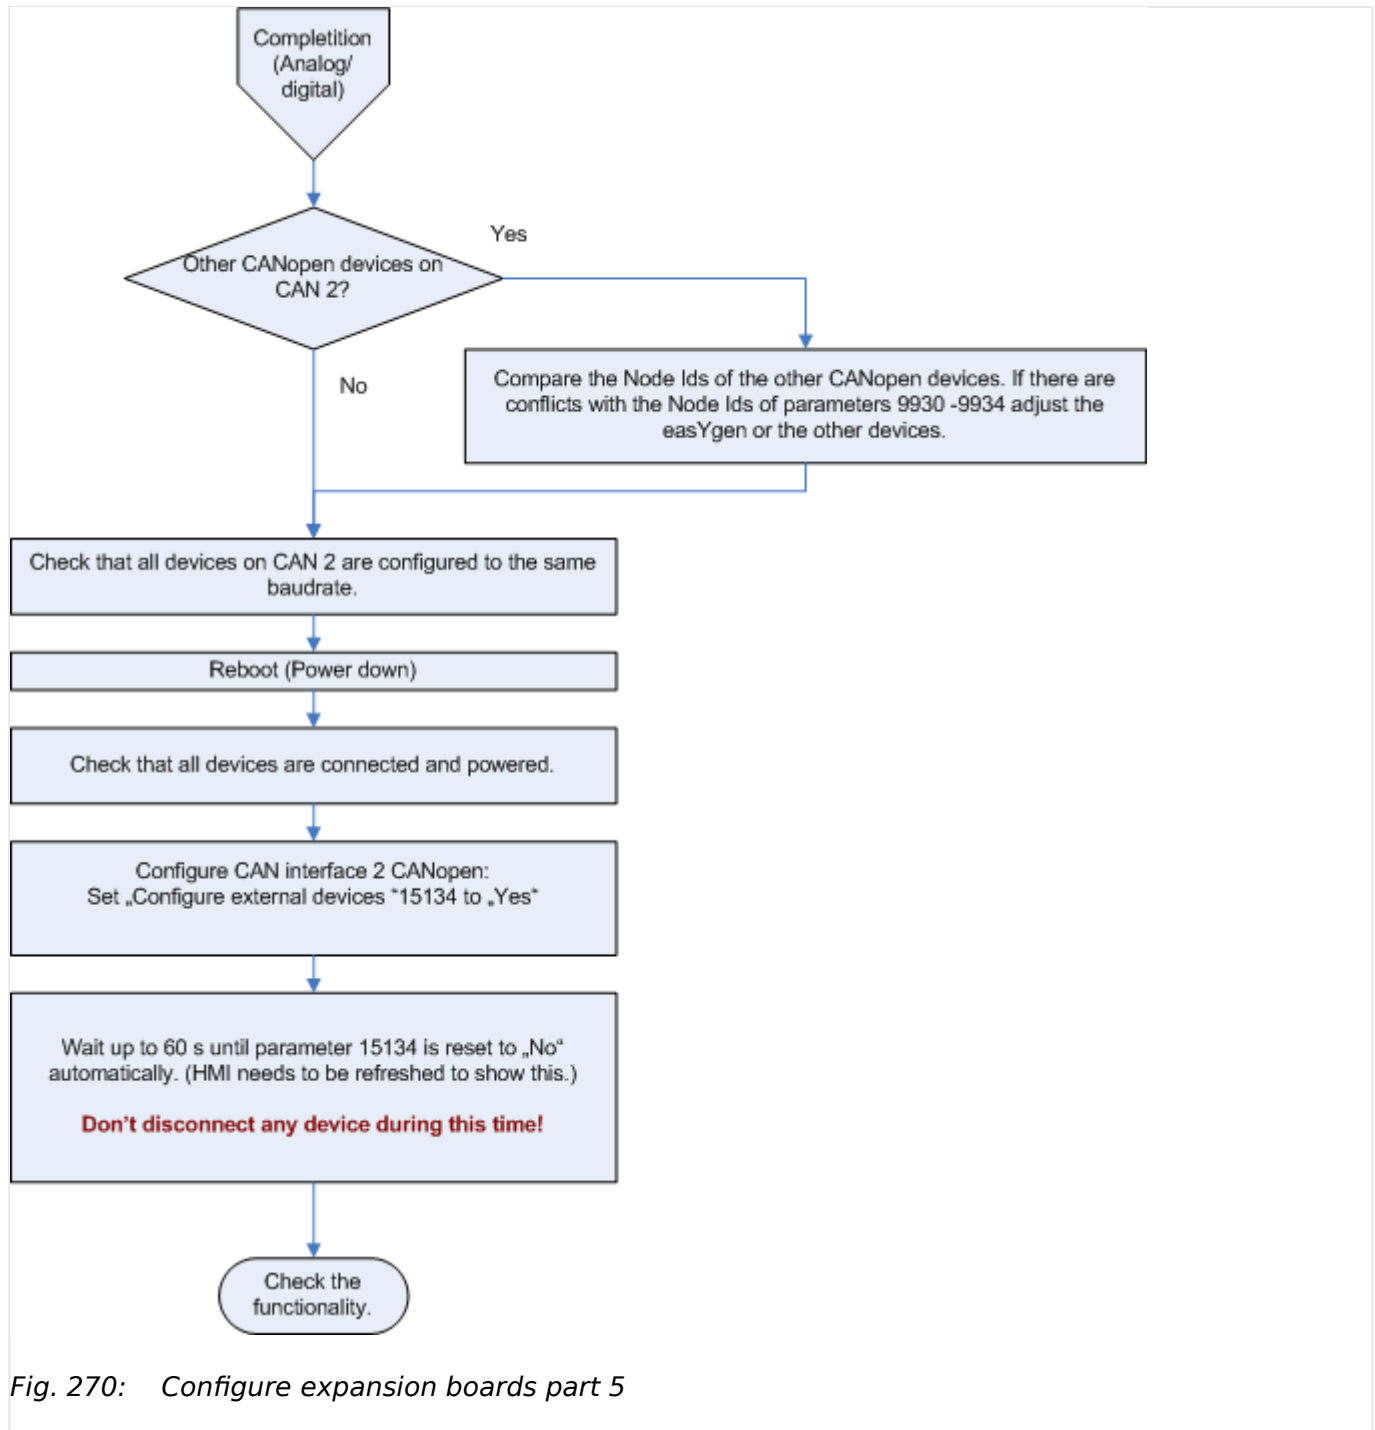 Completition
(Analog/
digital)
Other CANopen devices on
CAN 2?
Yes
No
Compare the Node Ids of the other CANopen devices. If there are
conflicts with the Node Ids of parameters 9930 -9934 adjust the
easYgen or the other devices.
Check that all devices on CAN 2 are configured to the same
baudrate.
Reboot (Power down)
Check that all devices are connected and powered.
Configure CAN interface 2 CANopen:
Set „Configure external devices “15134 to „Yes“
Wait up to 60 s until parameter 15134 is reset to „No“
automatically. (HMI needs to be refreshed to show this.)
Don’t disconnect any device during this time!
Check the
functionality.
Fig. 270: Configure expansion boards part 5